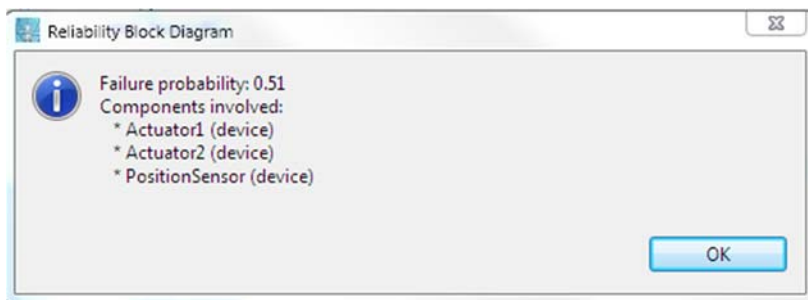 Reliability Block Diagram
Failure probability: 0.51
Components involved:
* Actuator1 (device)
* Actuator2 (device)
* PositionSensor (device)
OK